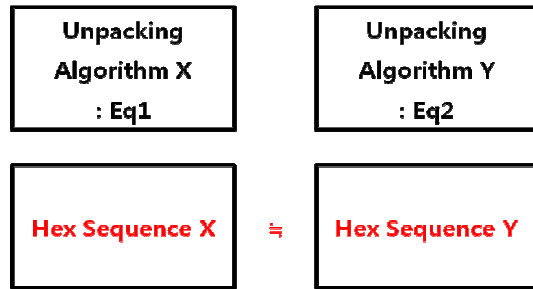 Unpacking
Algorithm X
: Eq1
Unpacking
Algorithm Y
: Eq2
Hex Sequence X ≒ Hex Sequence Y